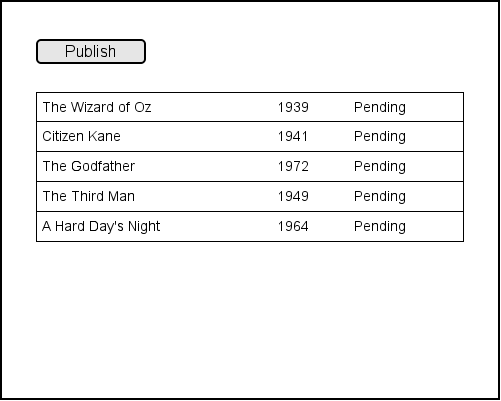 Publish
The Wizard of Oz 1939 Pending
Citizen Kane 1941 Pending
The Godfather 1972 Pending
The Third Man 1949 Pending
A Hard Day's Night 1964 Pending